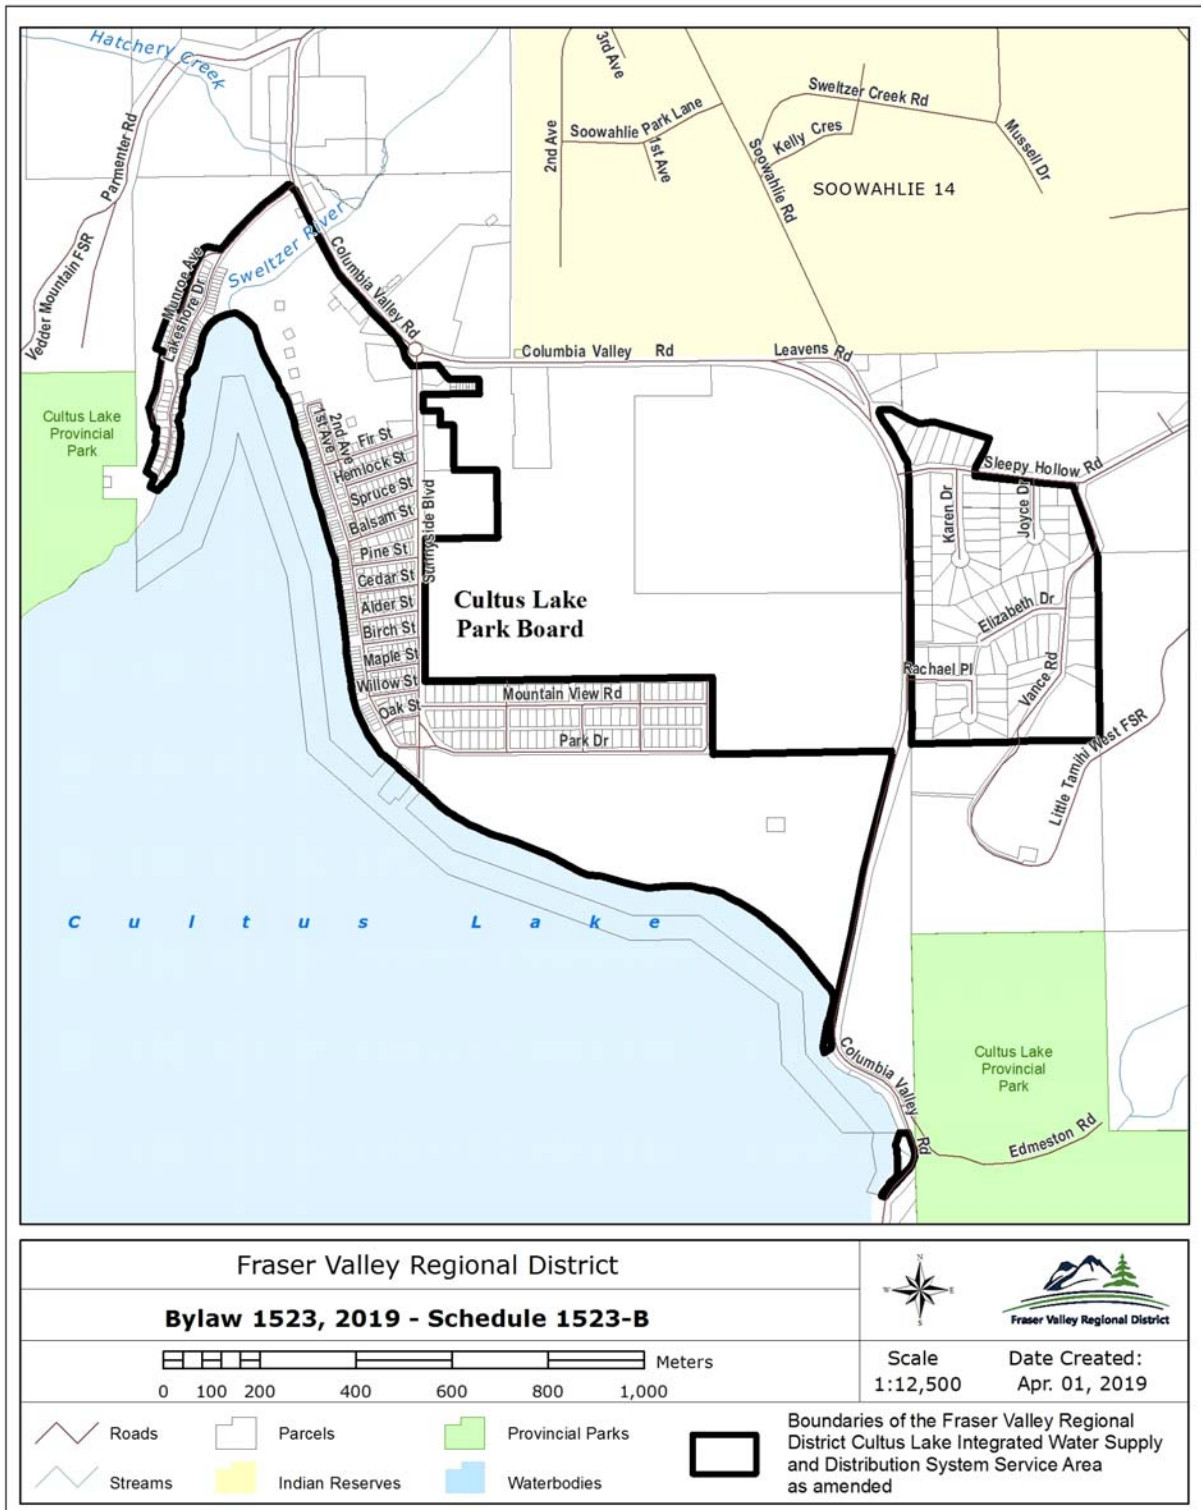 Hatchery Creek
Parmenter Rd
Vedder Mountain FSR
Munroe Ave
Lakeshore Dr
Sweltzer River
Columbia Valley Rd
3rd Ave
2nd Ave
Soowahlie Park Lane
1st Ave
Soowahlie Rd
Kelly Cres
Sweltzer Creek Rd
Mussell Dr
SOOWAHLIE 14
Columbia Valley Rd
Leavens Rd
Cultus Lake
Provincial
Park
1st Ave
2nd Ave
Fir St
Hemlock St
Spruce St
Balsam St
Pine St
Cedar St
Alder St
Birch St
Maple St
Willow St
Oak St
Sunnyside Blvd
Cultus Lake
Park Board
Mountain View Rd
Park Dr
Sleepy Hollow Rd
Karen Dr
Joyce Dr
Elizabeth Dr
Rachael Pl
Vance Rd
Little Tamihi West FSR
Cultus Lake
Columbia Valley Rd
Cultus Lake
Provincial
Park
Edmeston Rd
Fraser Valley Regional District
Bylaw 1523, 2019 - Schedule 1523-B
Meters
0 100 200 400 600 800 1,000
N
W E
S
Fraser Valley Regional District
Scale
1:12,500
Date Created:
Apr. 01, 2019
Roads
Parcels
Provincial Parks
Streams
Indian Reserves
Waterbodies
Boundaries of the Fraser Valley Regional
District Cultus Lake Integrated Water Supply
and Distribution System Service Area
as amended